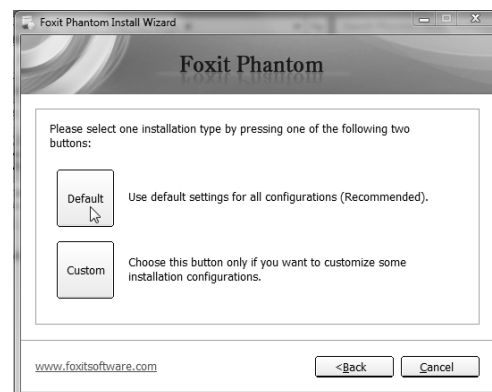 Foxit Phantom Install Wizard
Foxit Phantom
Please select one installation type by pressing one of the following two
buttons:
Default
Use default settings for all configurations (Recommended).
Custom
Choose this button only if you want to customize some
installation configurations.
www.foxitsoftware.com
<Back
Cancel